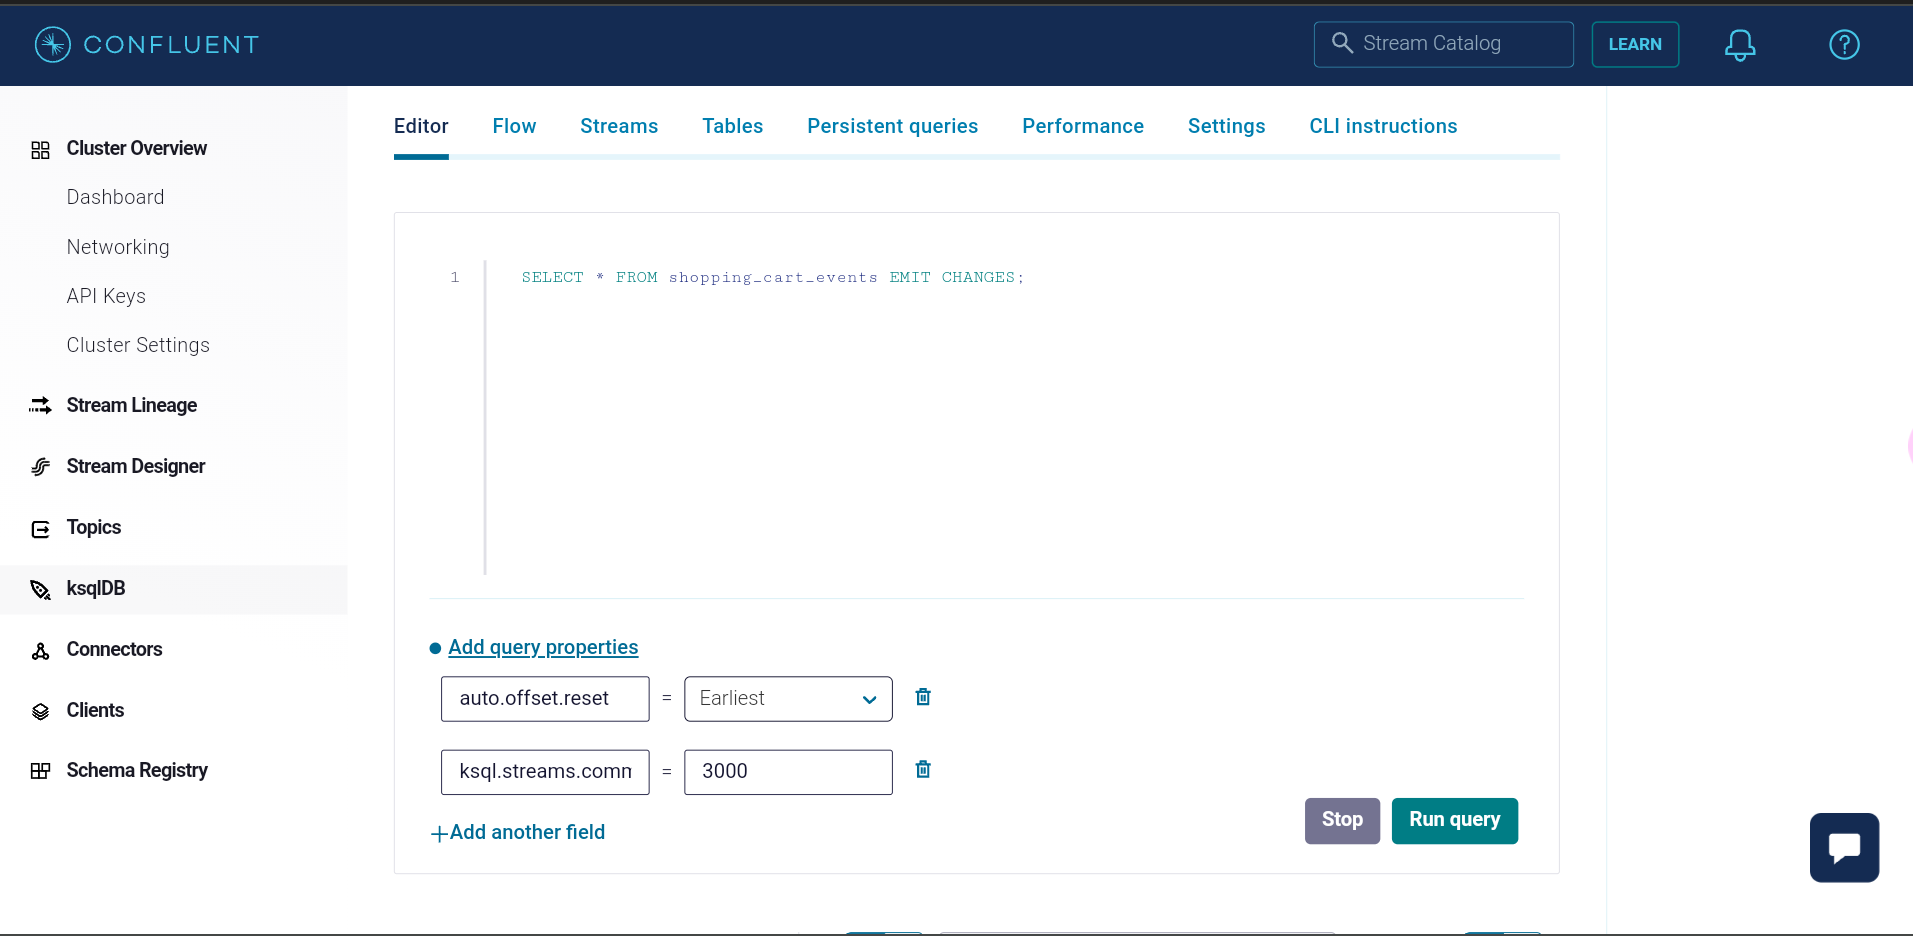 CONFLUENT
Stream Catalog
LEARN
Editor Flow Streams Tables Persistent queries Performance Settings CLI instructions
Cluster Overview
Dashboard
Networking
API Keys
Cluster Settings
Stream Lineage
Stream Designer
Topics
ksqlDB
Connectors
Clients
Schema Registry
1 SELECT * FROM shopping_cart_events EMIT CHANGES;
Add query properties
auto.offset.reset = Earliest
ksql.streams.comm = 3000
+Add another field
Stop Run query